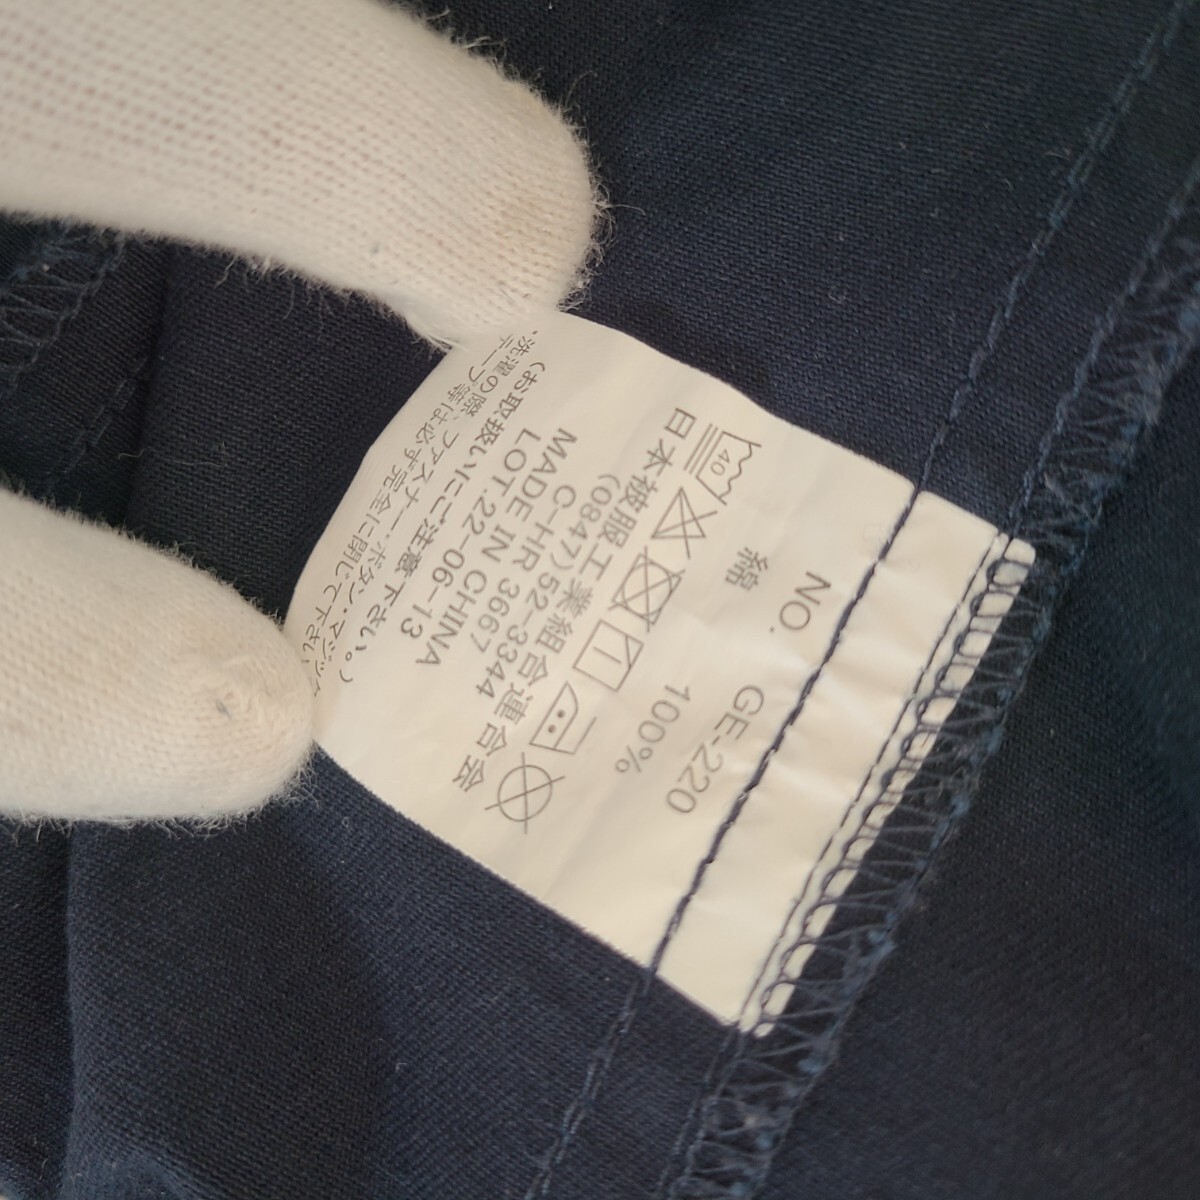 NO. GE-220
綿 100%
40
日本被服工業組合連合会
(0847)52-3344
C-HR 3667
MADE IN CHINA
LOT.22-06-13
(お取扱いにご注意下さい。)
・洗濯の際、ファスナー・ボタン・マジック
テープ等は必ず完全に閉じて下さい